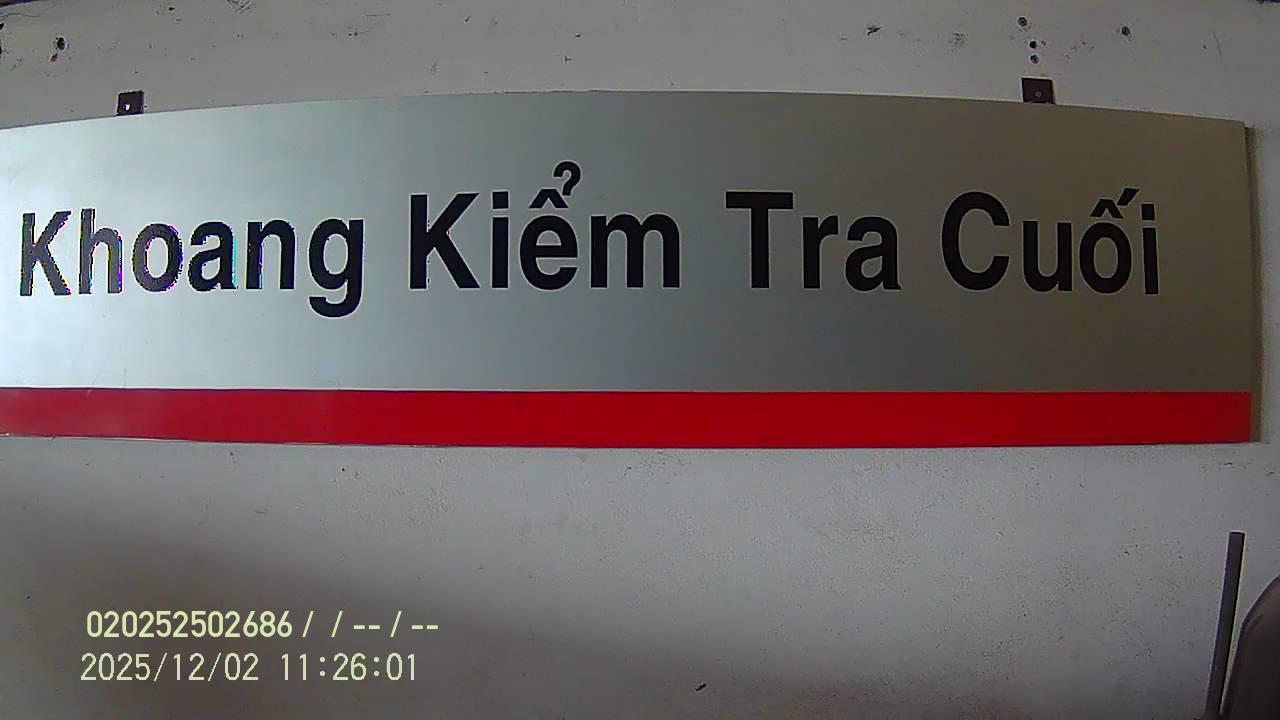 Khoang Kiểm Tra Cuối
020252502686 /  / -- / --
2025/12/02 11:26:01